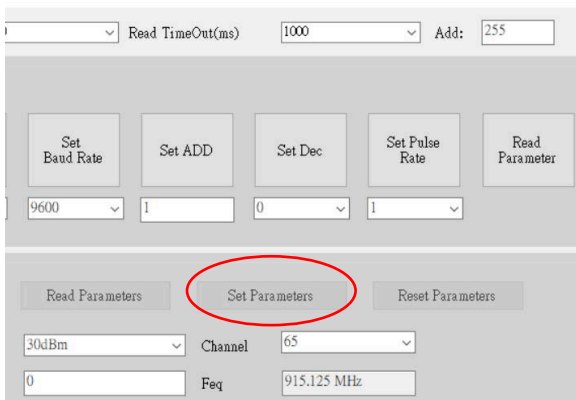 Read TimeOut(ms) 1000 Add: 255
Set Baud Rate
Set ADD
Set Dec
Set Pulse Rate
Read Parameter
9600 1 0 1
Read Parameters Set Parameters Reset Parameters
30dBm Channel 65
0 Feq 915.125 MHz